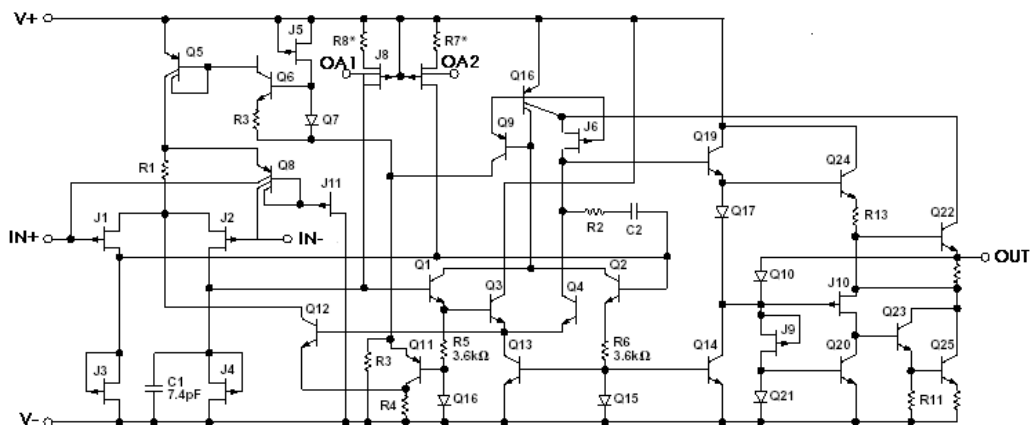 V+
J5
R8*
R7*
J8
Q5
OA1
OA2
Q6
Q16
R3
Q7
Q9
J6
Q19
Q24
R1
Q8
J11
Q17
R13
Q22
J1
J2
R2
C2
IN+
IN-
OUT
Q1
Q3
Q2
Q4
Q10
J10
Q12
Q23
R5
3.6kΩ
R6
3.6kΩ
J9
J3
C1
7.4pF
J4
R3
Q11
Q13
Q14
Q20
Q25
R4
Q16
Q15
Q21
R11
V-